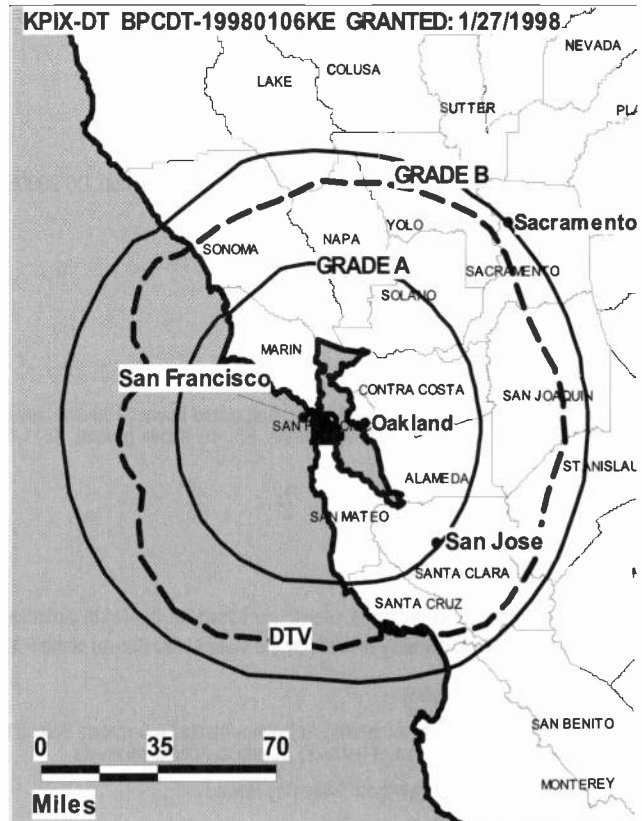 KPIX-DT BPCDT-19980106KE GRANTED: 1/27/1998
NEVADA
COLUSA
LAKE
SUTTER
GRADE B
Sacramento
YOLO
NAPA
SONOMA
GRADE A
SACRAMENTO
SOLANO
MARIN
San Francisco
CONTRA COSTA
SAN JOAQUIN
Oakland
ALAMEDA
SAN MATEO
San Jose
SANTA CLARA
SANTA CRUZ
DTV
SAN BENITO
0 35 70
MONTEREY
Miles